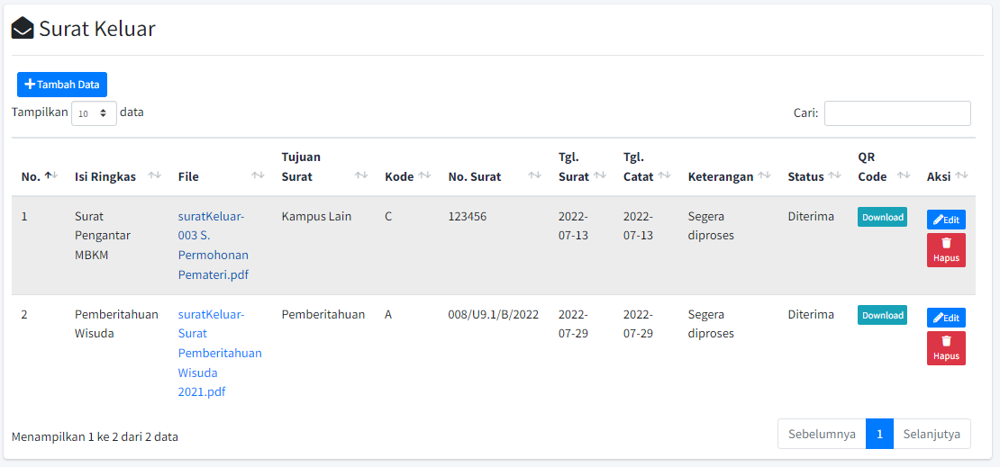 Surat Keluar
Tambah Data
Tampilkan 10 data
Cari:
No. Isi Ringkas File Tujuan Surat Kode No. Surat Tgl. Surat Tgl. Catat Keterangan Status QR Code Aksi
1
Surat
Pengantar
MBKM
suratKeluar-
003 S.
Permohonan
Pemateri.pdf
Kampus Lain
C
123456
2022-
07-13
2022-
07-13
Segera
diproses
Diterima
Download
Edit
Hapus
2
Pemberitahuan
Wisuda
suratKeluar-
Surat
Pemberitahuan
Wisuda
2021.pdf
Pemberitahuan
A
008/U9.1/B/2022
2022-
07-29
2022-
07-29
Segera
diproses
Diterima
Download
Edit
Hapus
Menampilkan 1 ke 2 dari 2 data
Sebelumnya 1 Selanjutya